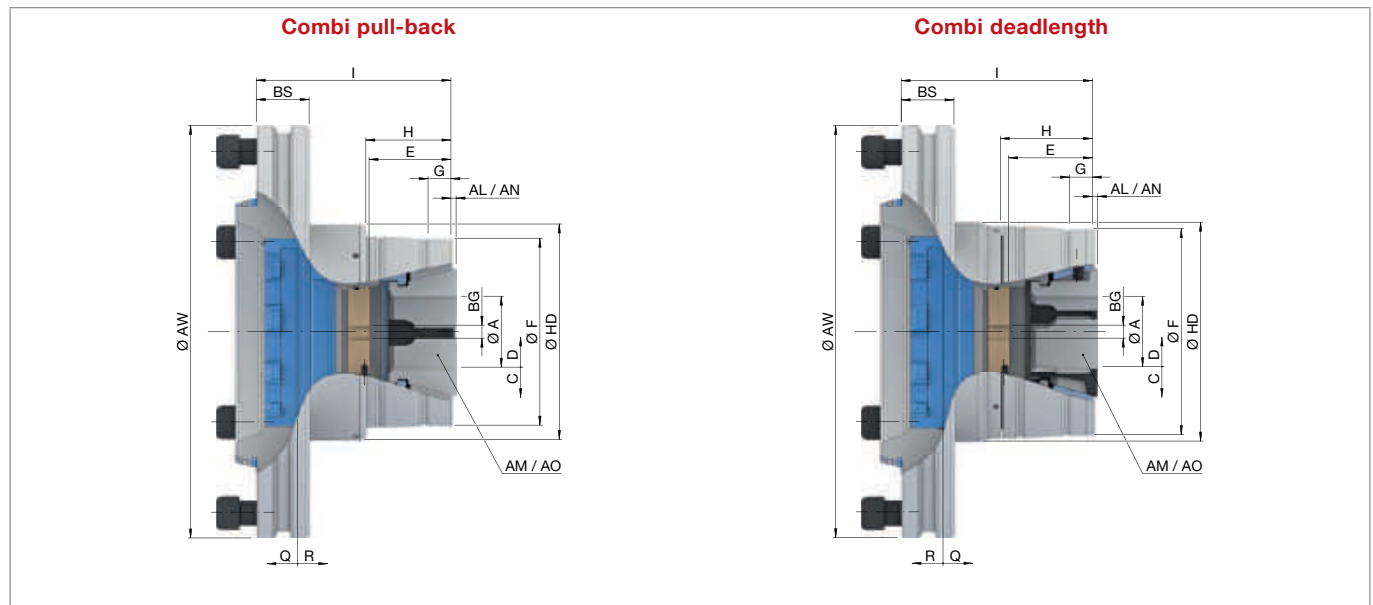 Combi pull-back
I
BS
H
E
G
AL / AN
Ø AW
BG
Ø A
D
C
Ø F
Ø HD
AM / AO
Q R
Combi deadlength
I
BS
H
E
G
AL / AN
Ø AW
BG
Ø A
D
C
Ø F
Ø HD
AM / AO
R Q